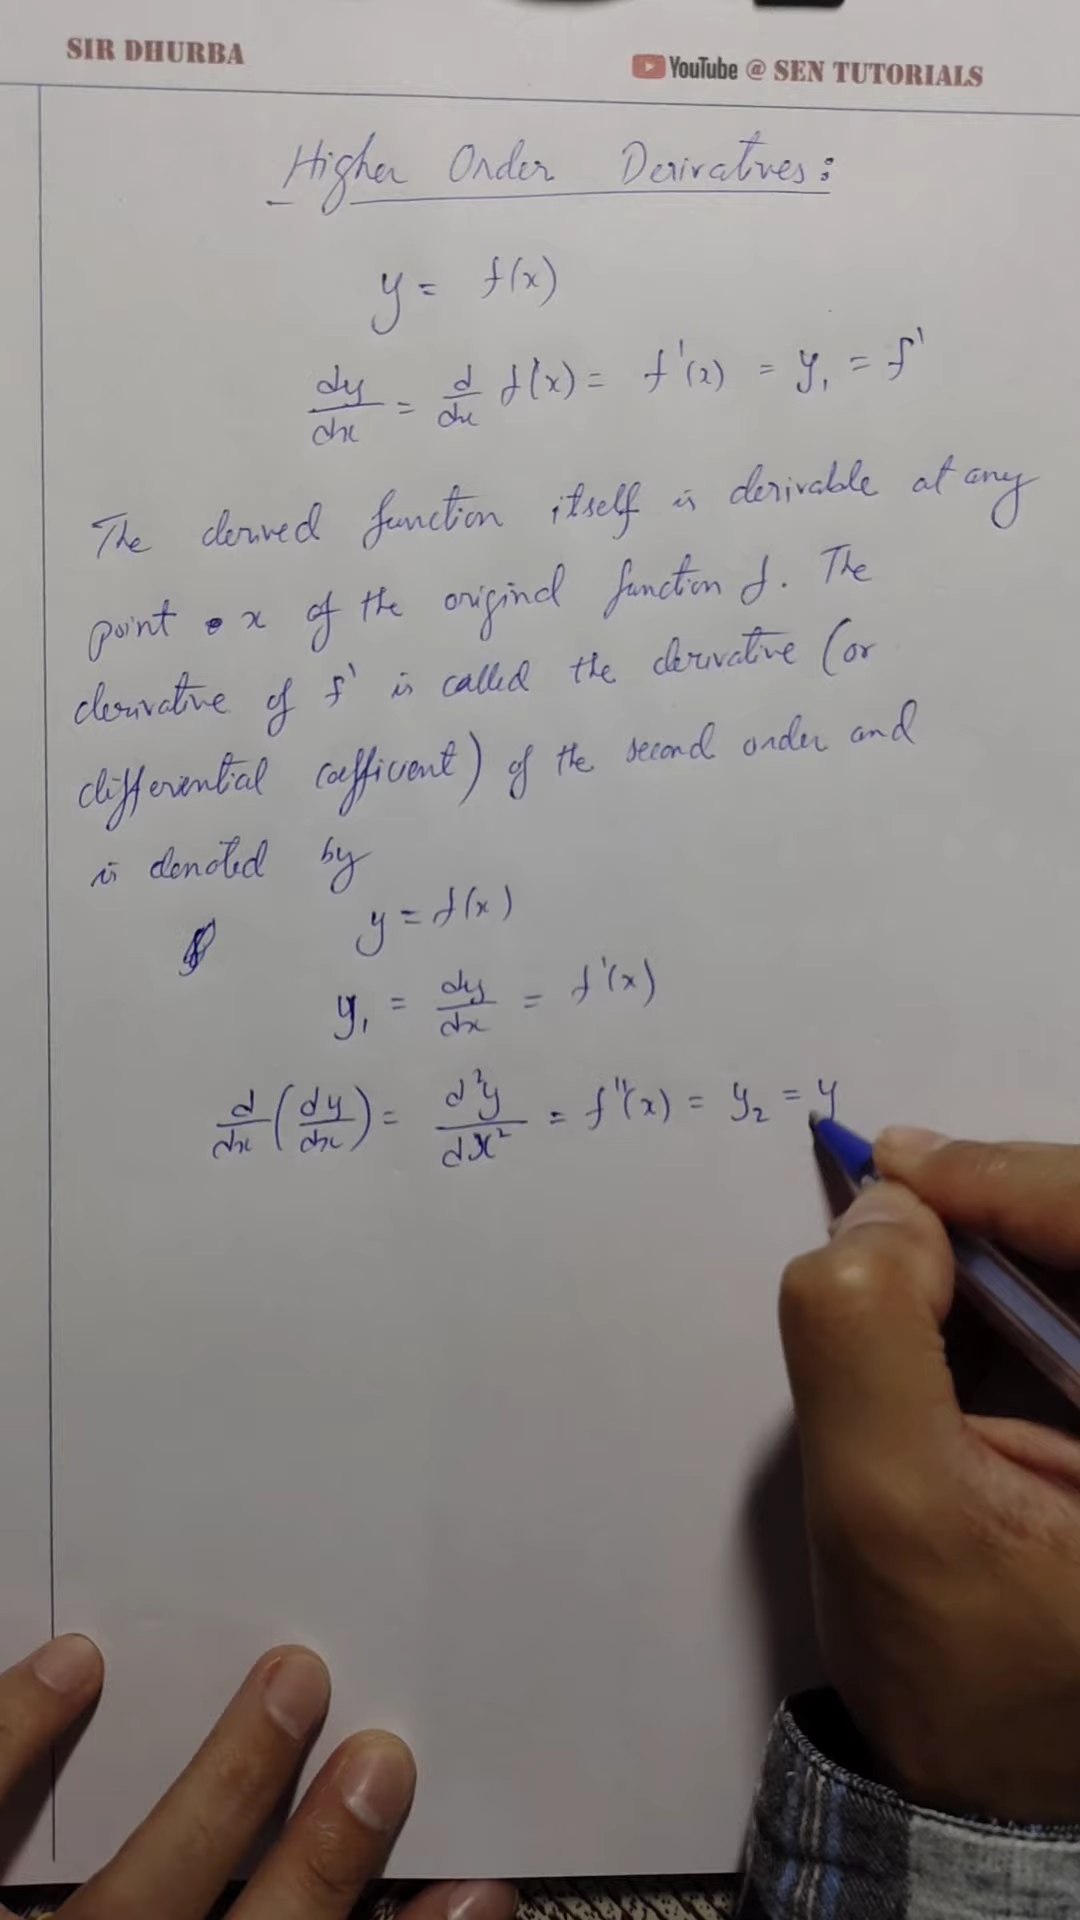 SIR DHURBA
YouTube @ SEN TUTORIALS
Higher Order Derivatives:
y = f(x)
dy/dx = d/dx f(x) = f'(x) = y₁ = f'
The derived function itself is derivable at any
point x of the original function f. The
derivative of f' is called the derivative (or
differential coefficient) of the second order and
is denoted by
y = f(x)
y₁ = dy/dx = f'(x)
d/dx (dy/dx) = d²y/dx² = f''(x) = y₂ = y